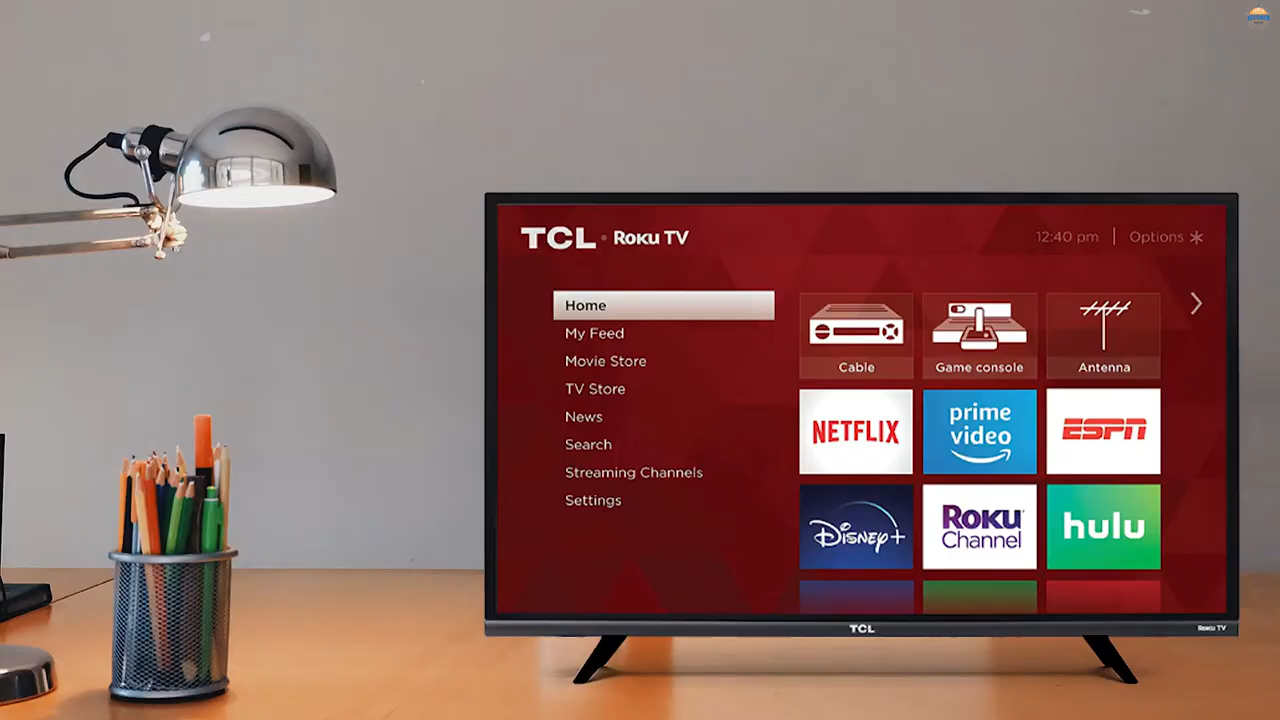 TCL • Roku TV
12:40 pm | Options
Home
My Feed
Movie Store
TV Store
News
Search
Streaming Channels
Settings
Cable
Game console
Antenna
NETFLIX
prime
video
ESPN
Disney+
Roku
Channel
hulu
TCL
Roku TV